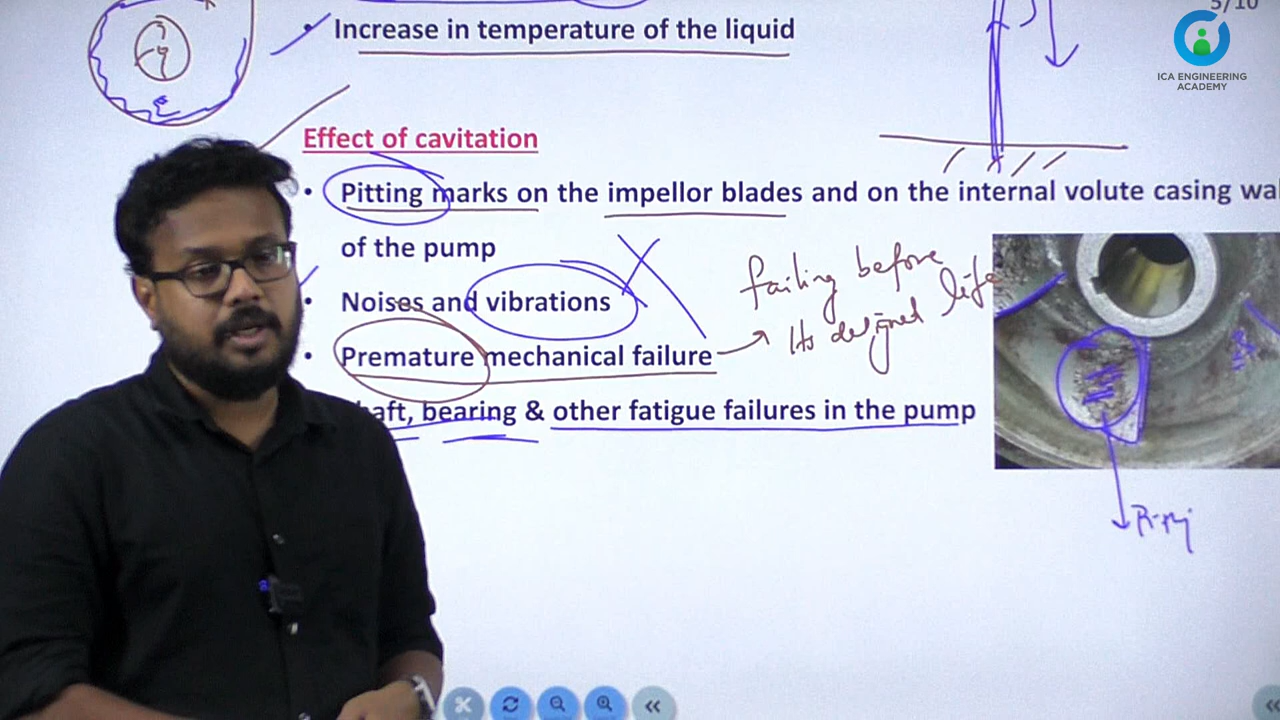 5/10
ICA ENGINEERING
ACADEMY
• Increase in temperature of the liquid
Effect of cavitation
• Pitting marks on the impellor blades and on the internal volute casing wa
of the pump
• Noises and vibrations
• Premature mechanical failure
failing before
Its designed life
haft, bearing & other fatigue failures in the pump